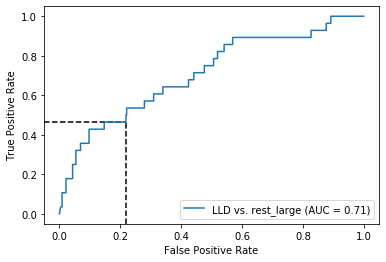 1.0
0.8
0.6
0.4
0.2
0.0
True Positive Rate
LLD vs. rest_large (AUC = 0.71)
0.0 0.2 0.4 0.6 0.8 1.0
False Positive Rate